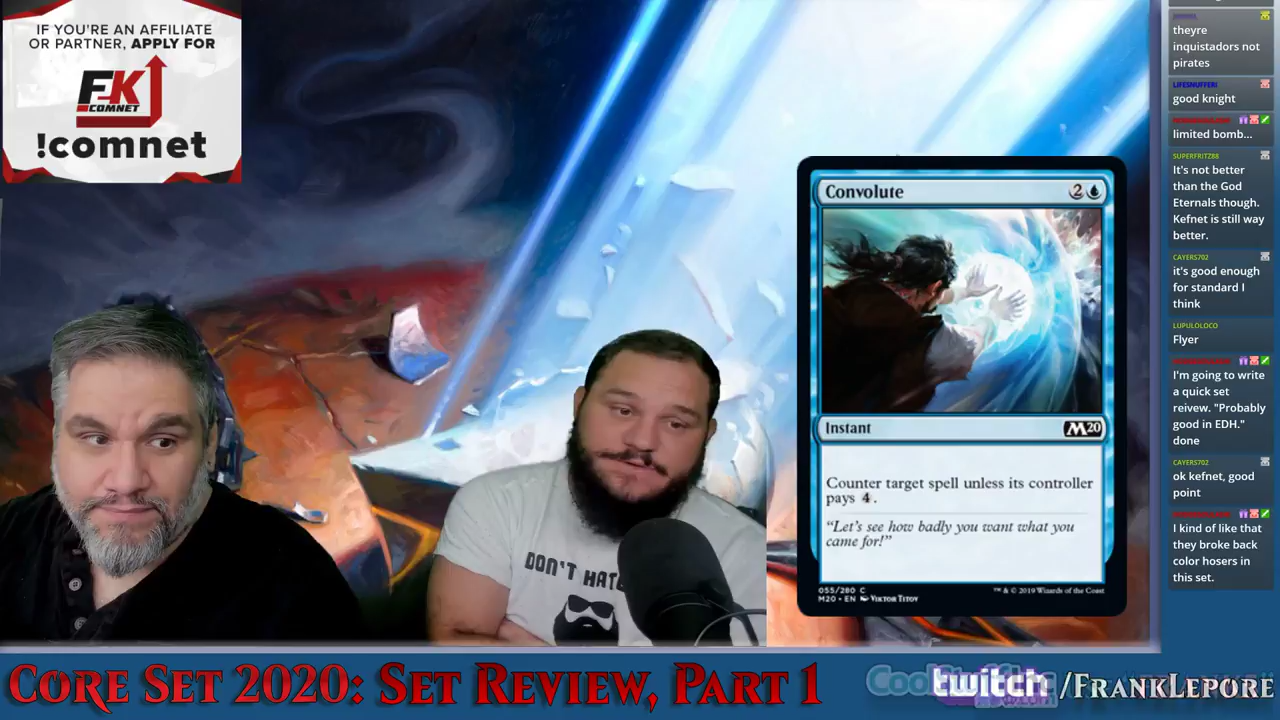 IF YOU'RE AN AFFILIATE
OR PARTNER, APPLY FOR
COMNET
!comnet
Convolute
2
Instant
M20
Counter target spell unless its controller
pays 4.
"Let's see how badly you want what you
came for!"
055/280 C
M20 • EN VIKTOR TITOV
™ & © 2019 Wizards of the Coast
DON'T HATE
theyre
inquistadors not
pirates
LIFESNUFFER1
good knight
limited bomb...
SUPERFRITZ88
It's not better
than the God
Eternals though.
Kefnet is still way
better.
CAYERS702
it's good enough
for standard I
think
LUPULOLOCO
Flyer
I'm going to write
a quick set
reivew. "Probably
good in EDH."
done
CAYERS702
ok kefnet, good
point
I kind of like that
they broke back
color hosers in
this set.
CORE SET 2020: SET REVIEW, PART 1
twitch /FRANKLEPORE